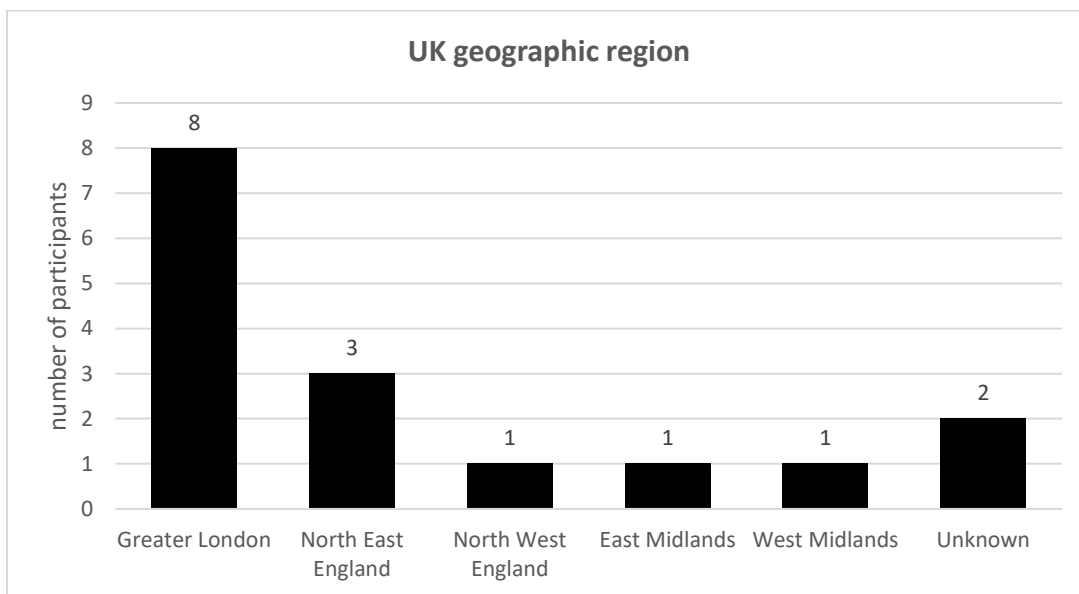 UK geographic region
number of participants
9
8
7
6
5
4
3
2
1
0
8
3
1
1
1
2
Greater London
North East
England
North West
England
East Midlands
West Midlands
Unknown